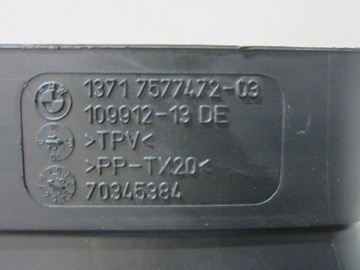 1371 7577472-03
109912-13 DE
>TPV<
>PP-TX20<
70345384